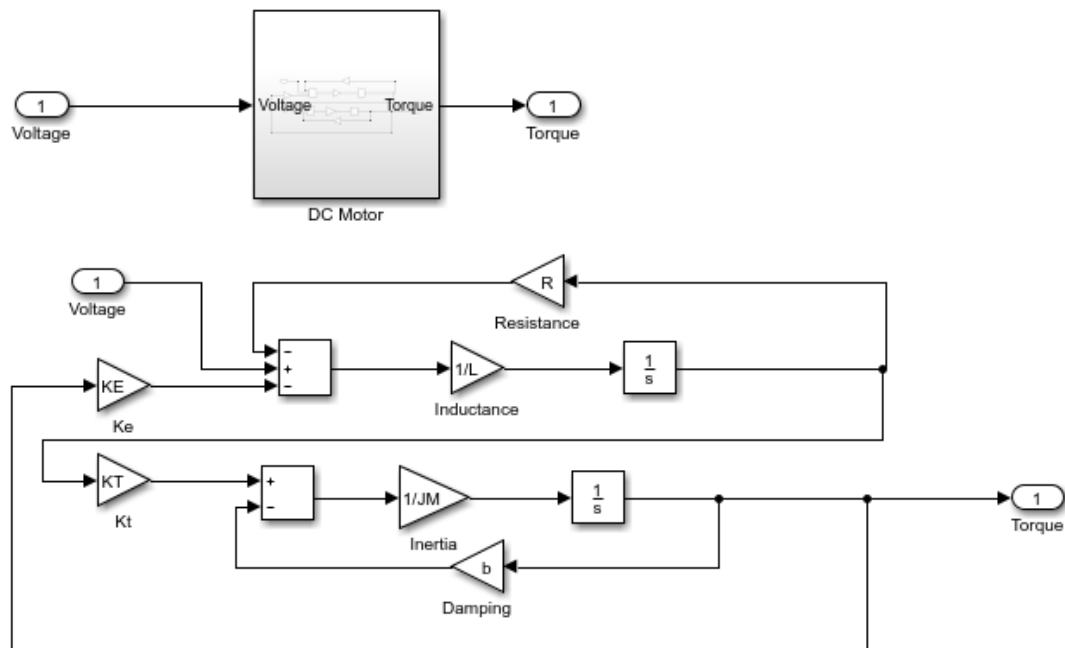 1
Voltage
Voltage
Torque
DC Motor
1
Torque
1
Voltage
R
Resistance
−
+
−
1/L
Inductance
1
s
KE
Ke
KT
Kt
+
−
1/JM
Inertia
1
s
b
Damping
1
Torque